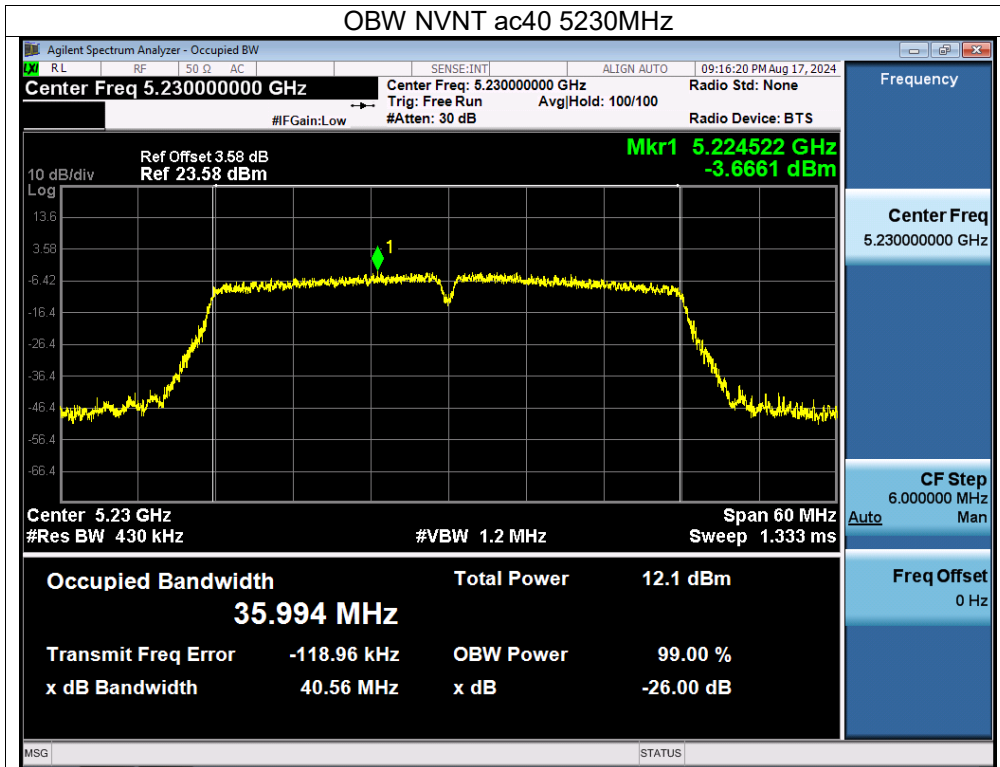 OBW NVNT ac40 5230MHz
Agilent Spectrum Analyzer - Occupied BW
LXI RL RF 50 Ω AC SENSE:INT ALIGN AUTO 09:16:20 PM Aug 17, 2024
Center Freq 5.230000000 GHz
Center Freq: 5.230000000 GHz Radio Std: None
Trig: Free Run Avg|Hold: 100/100
#IFGain:Low #Atten: 30 dB Radio Device: BTS
Ref Offset 3.58 dB
10 dB/div Ref 23.58 dBm
Mkr1 5.224522 GHz
-3.6661 dBm
Log
13.6
3.58
-6.42
-16.4
-26.4
-36.4
-46.4
-56.4
-66.4
1
Center 5.23 GHz Span 60 MHz
#Res BW 430 kHz #VBW 1.2 MHz Sweep 1.333 ms
Occupied Bandwidth Total Power 12.1 dBm
35.994 MHz
Transmit Freq Error -118.96 kHz OBW Power 99.00 %
x dB Bandwidth 40.56 MHz x dB -26.00 dB
MSG STATUS
Frequency
Center Freq
5.230000000 GHz
CF Step
6.000000 MHz
Auto Man
Freq Offset
0 Hz